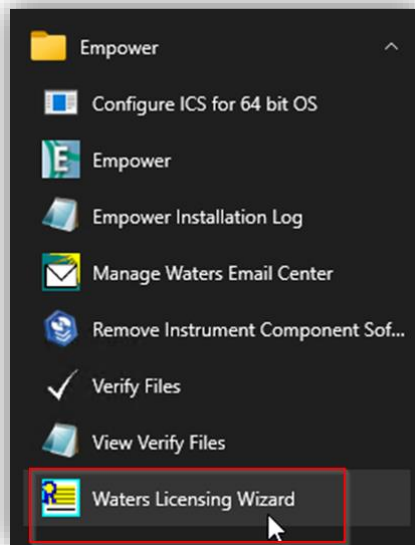 Empower
Configure ICS for 64 bit OS
Empower
Empower Installation Log
Manage Waters Email Center
Remove Instrument Component Sof...
Verify Files
View Verify Files
Waters Licensing Wizard